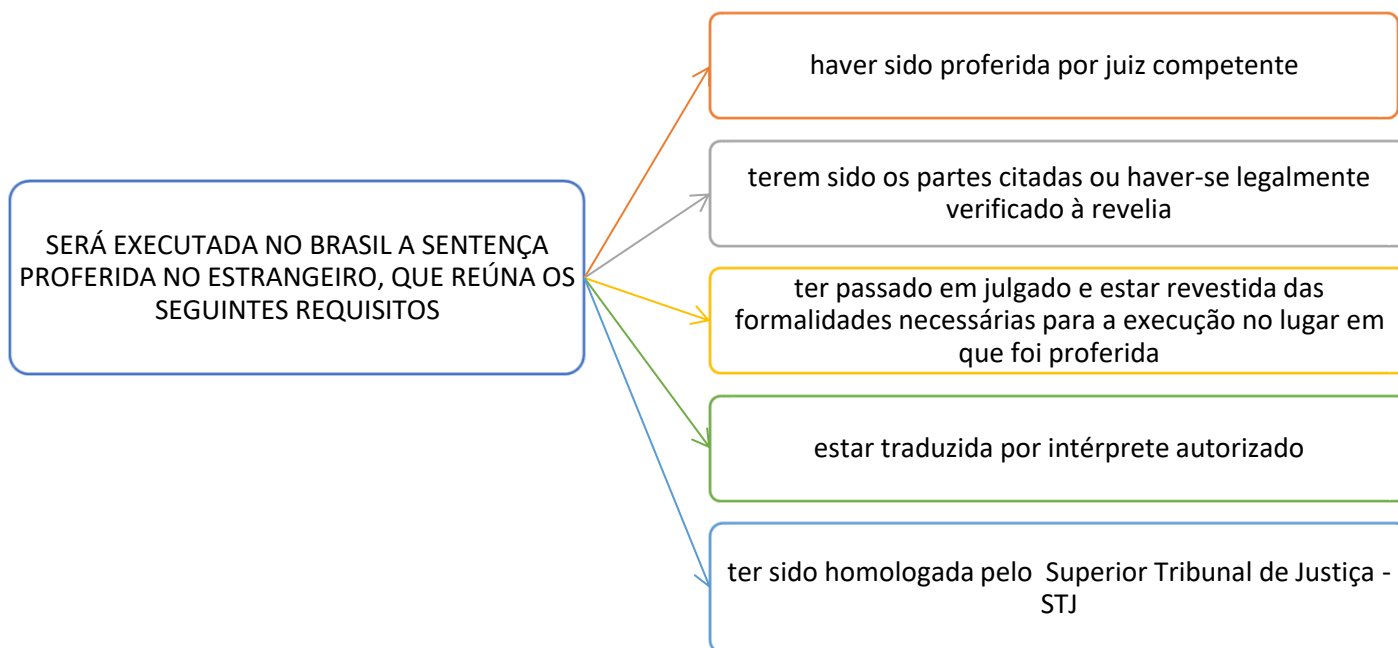 SERÁ EXECUTADA NO BRASIL A SENTENÇA
PROFERIDA NO ESTRANGEIRO, QUE REÚNA OS
SEGUINTES REQUISITOS
haver sido proferida por juiz competente
terem sido os partes citadas ou haver-se legalmente
verificado à revelia
ter passado em julgado e estar revestida das
formalidades necessárias para a execução no lugar em
que foi proferida
estar traduzida por intérprete autorizado
ter sido homologada pelo Superior Tribunal de Justiça -
STJ